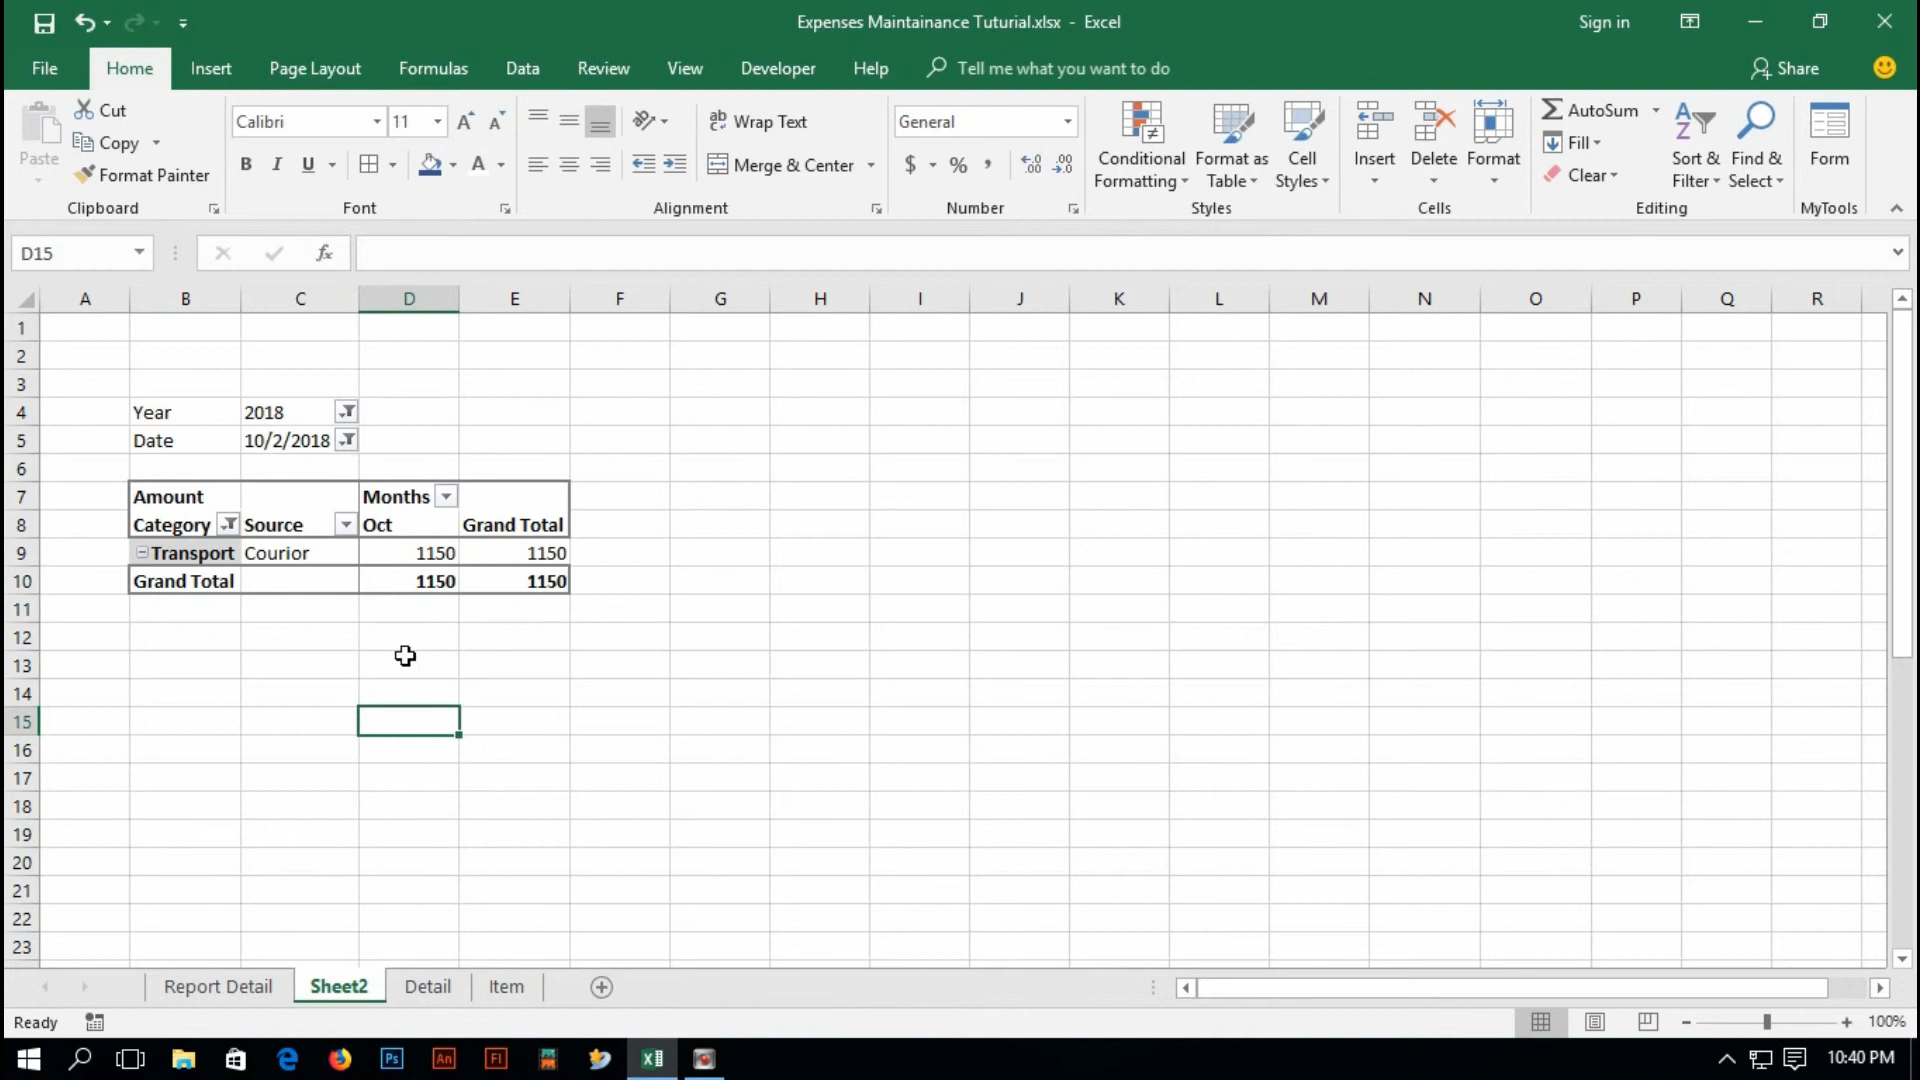 Expenses Maintainance Tuturial.xlsx - Excel
Sign in
File Home Insert Page Layout Formulas Data Review View Developer Help Tell me what you want to do Share
Paste
Cut
Copy
Format Painter
Clipboard
Calibri 11
B I U A
Font
Wrap Text
Merge & Center
Alignment
General
$ %
Number
Conditional Formatting
Format as Table
Cell Styles
Styles
Insert Delete Format
Cells
AutoSum
Fill
Clear
Sort & Filter
Find & Select
Editing
Form
MyTools
D15 fx
A B C D E F G H I J K L M N O P Q R
1
2
3
4 Year 2018
5 Date 10/2/2018
6
7 Amount Months
8 Category Source Oct Grand Total
9 Transport Courior 1150 1150
10 Grand Total 1150 1150
11
12
13
14
15
16
17
18
19
20
21
22
23
Report Detail Sheet2 Detail Item
Ready 100%
Ps An Fl 10:40 PM